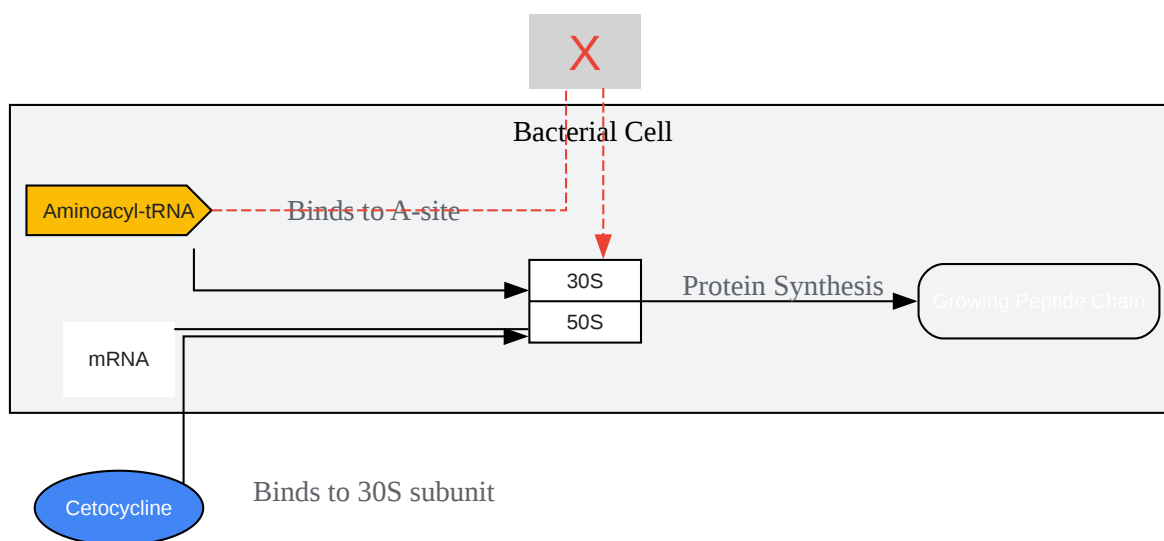 X
Bacterial Cell
Aminoacyl-tRNA
Binds to A-site
30S
Protein Synthesis
Growing Peptide Chain
50S
mRNA
Cetocycline
Binds to 30S subunit